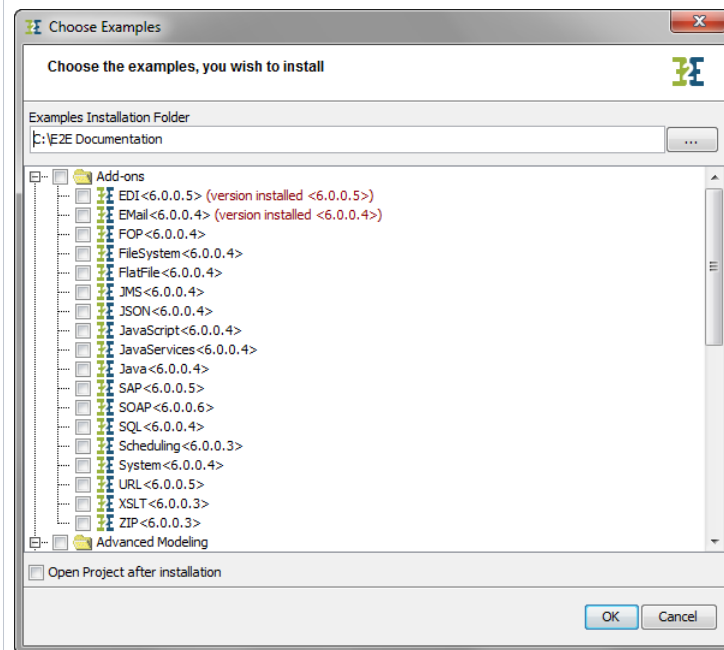 Choose Examples
Choose the examples, you wish to install
Examples Installation Folder
C:\E2E Documentation
...
Add-ons
EDI<6.0.0.5> (version installed <6.0.0.5>)
EMail<6.0.0.4> (version installed <6.0.0.4>)
FOP<6.0.0.4>
FileSystem<6.0.0.4>
FlatFile<6.0.0.4>
JMS<6.0.0.4>
JSON<6.0.0.4>
JavaScript<6.0.0.4>
JavaServices<6.0.0.4>
Java<6.0.0.4>
SAP<6.0.0.5>
SOAP<6.0.0.6>
SQL<6.0.0.4>
Scheduling<6.0.0.3>
System<6.0.0.4>
URL<6.0.0.5>
XSLT<6.0.0.3>
ZIP<6.0.0.3>
Advanced Modeling
Open Project after installation
OK Cancel